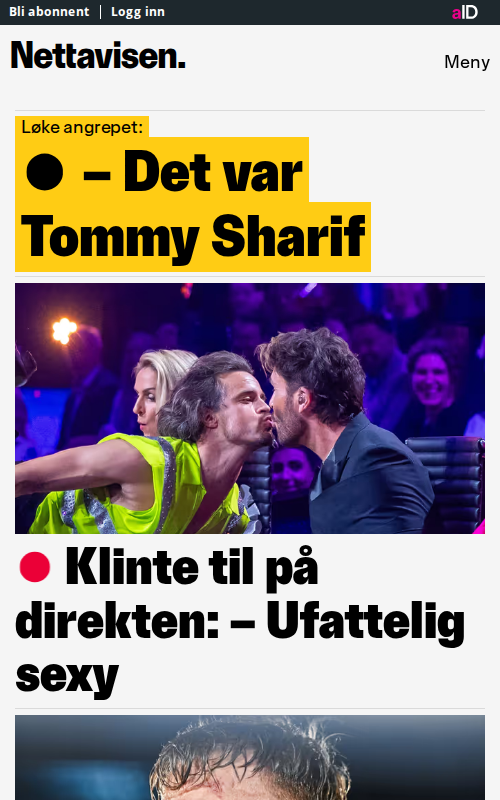 Bli abonnent | Logg inn
aID
Nettavisen.
Meny
Løke angrepet:
● – Det var
Tommy Sharif
Klinte til på
direkten: – Ufattelig
sexy